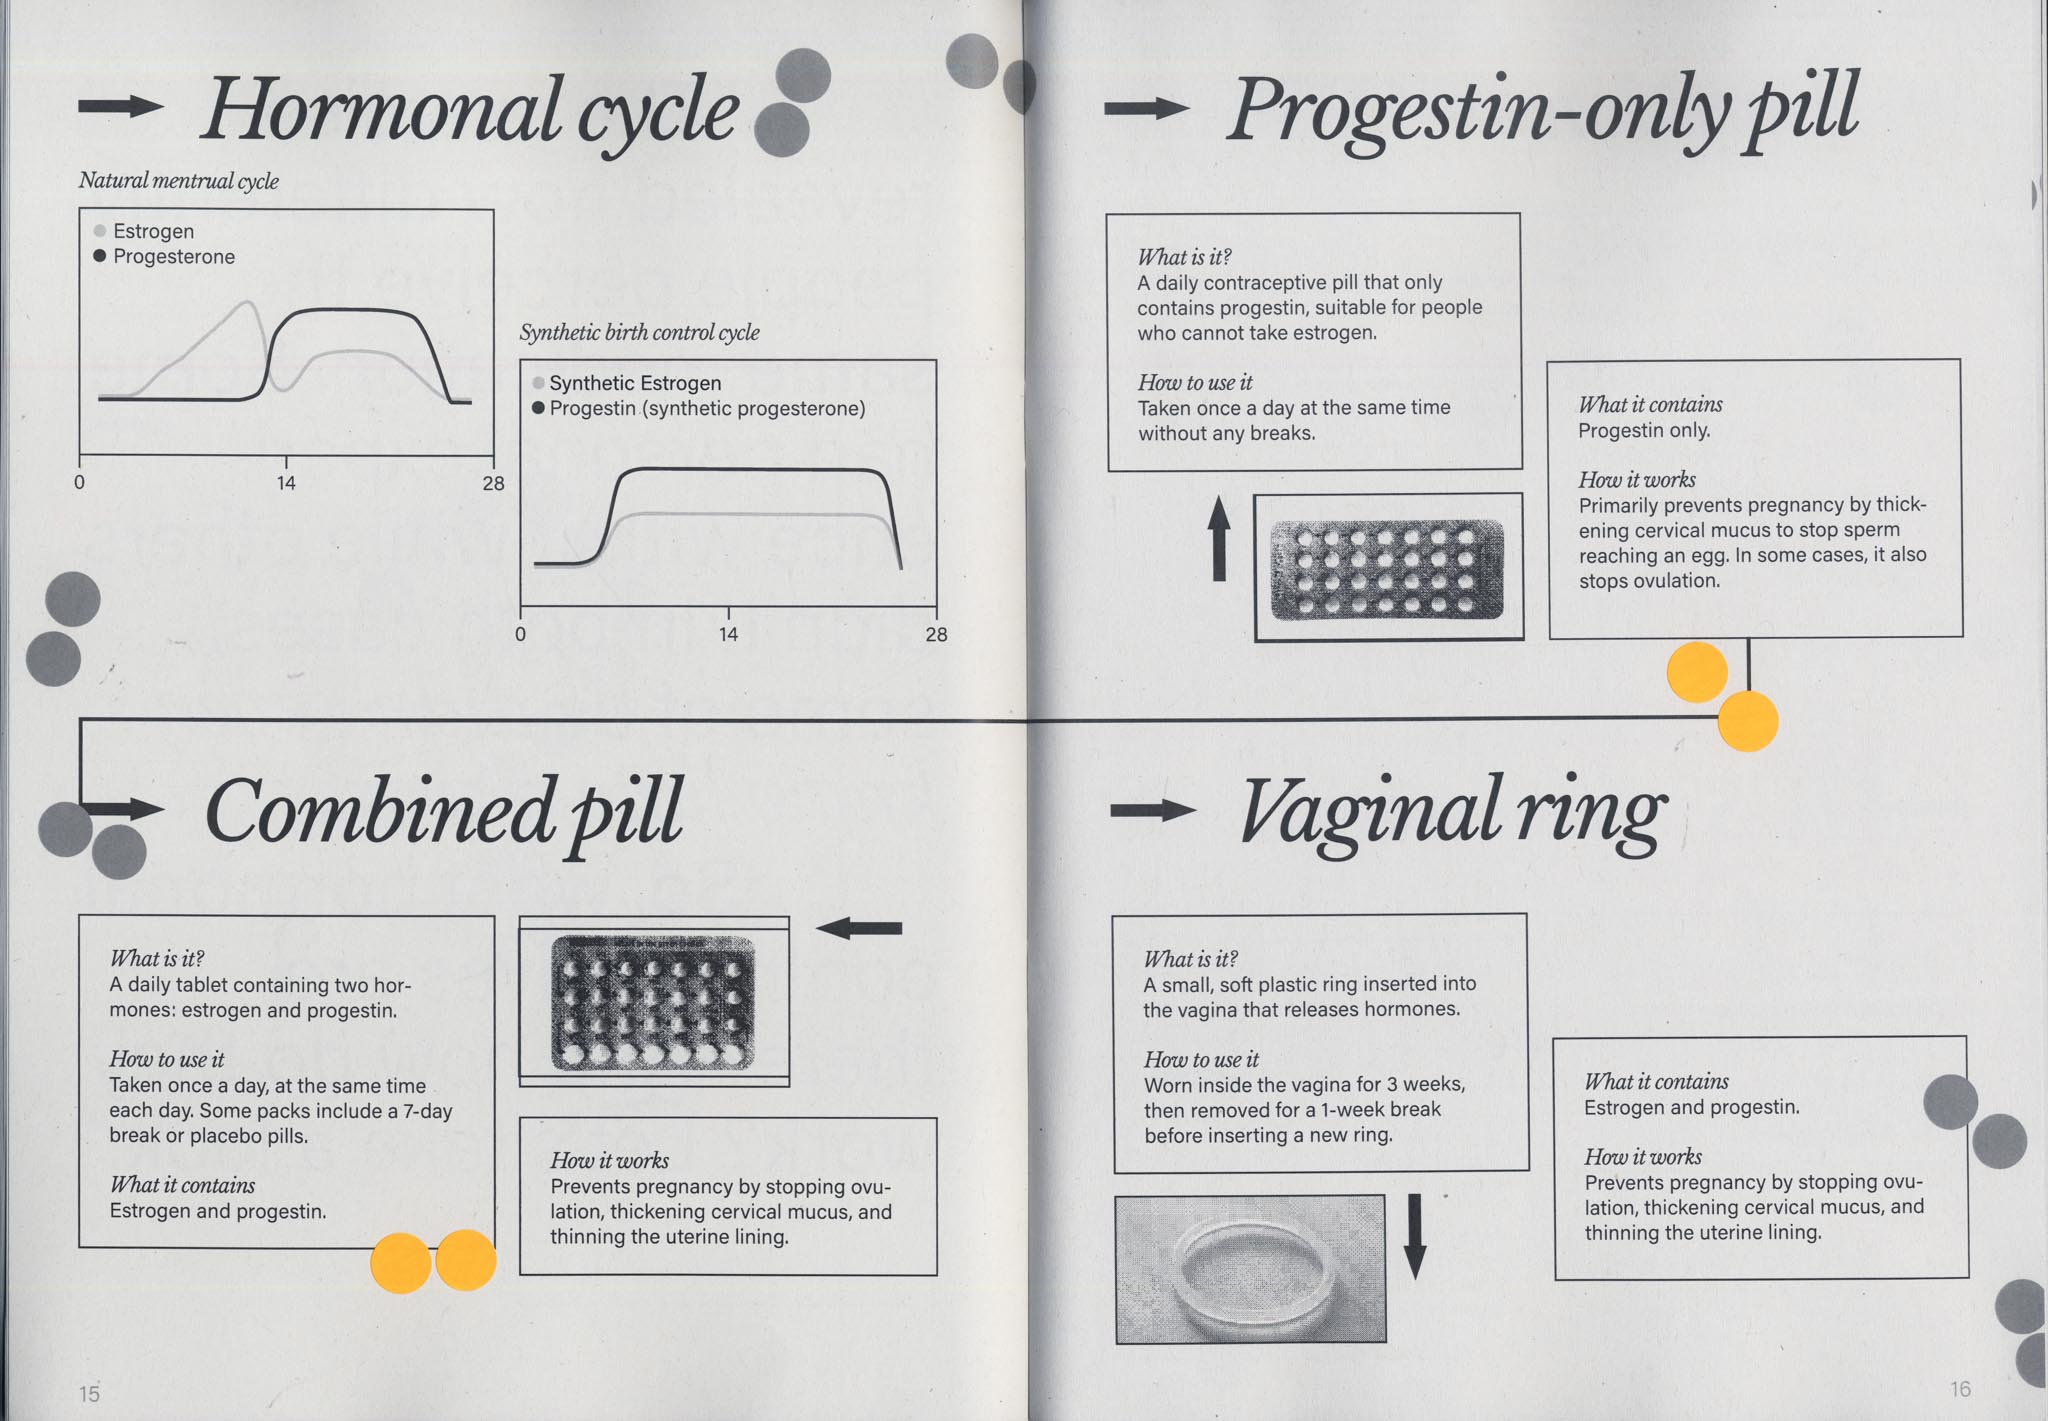 Hormonal cycle
Natural mentrual cycle
Estrogen
Progesterone
0 14 28
Synthetic birth control cycle
Synthetic Estrogen
Progestin (synthetic progesterone)
0 14 28
Combined pill
What is it?
A daily tablet containing two hor-
mones: estrogen and progestin.
How to use it
Taken once a day, at the same time
each day. Some packs include a 7-day
break or placebo pills.
What it contains
Estrogen and progestin.
How it works
Prevents pregnancy by stopping ovu-
lation, thickening cervical mucus, and
thinning the uterine lining.
15
Progestin-only pill
What is it?
A daily contraceptive pill that only
contains progestin, suitable for people
who cannot take estrogen.
How to use it
Taken once a day at the same time
without any breaks.
What it contains
Progestin only.
How it works
Primarily prevents pregnancy by thick-
ening cervical mucus to stop sperm
reaching an egg. In some cases, it also
stops ovulation.
Vaginal ring
What is it?
A small, soft plastic ring inserted into
the vagina that releases hormones.
How to use it
Worn inside the vagina for 3 weeks,
then removed for a 1-week break
before inserting a new ring.
What it contains
Estrogen and progestin.
How it works
Prevents pregnancy by stopping ovu-
lation, thickening cervical mucus, and
thinning the uterine lining.
16